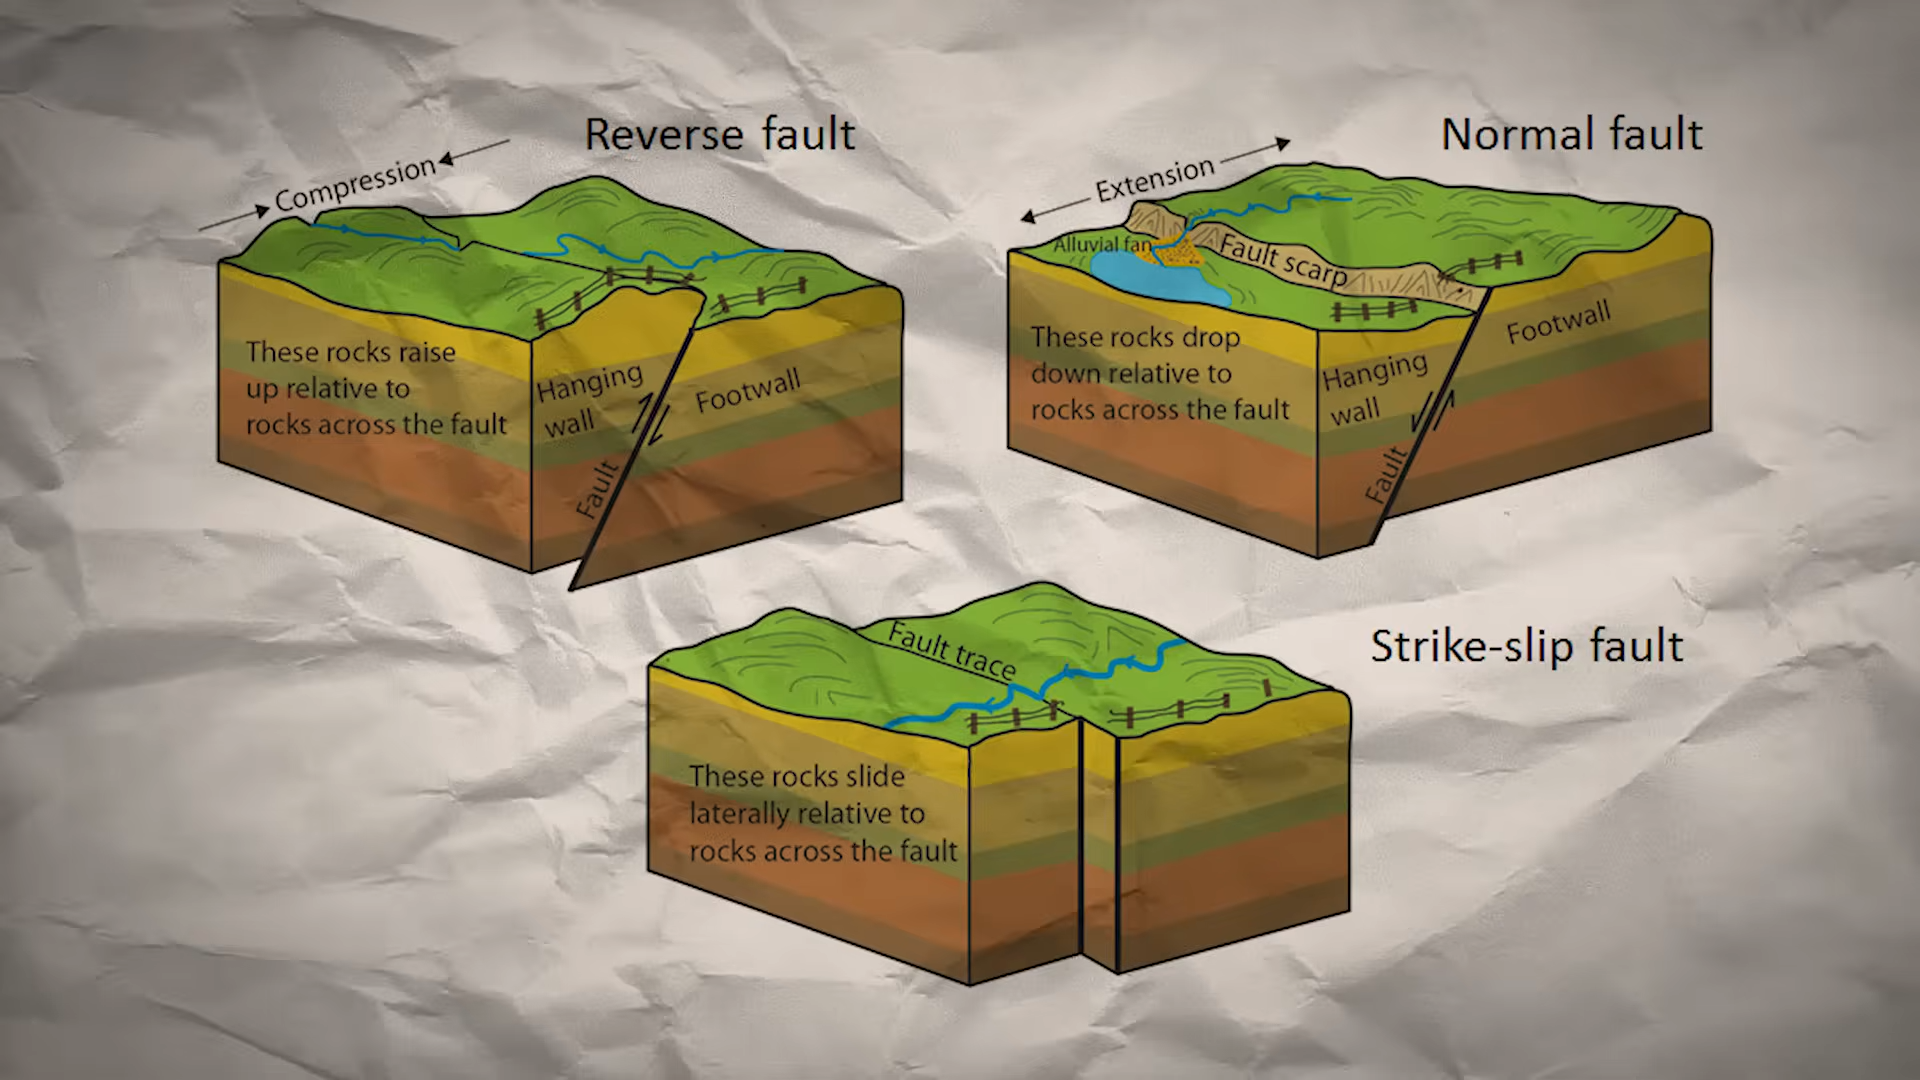 Reverse fault
Compression
These rocks raise
up relative to
rocks across the fault
Hanging
wall
Footwall
Fault
Normal fault
Extension
Alluvial fan
Fault scarp
These rocks drop
down relative to
rocks across the fault
Hanging
wall
Footwall
Fault
Strike-slip fault
Fault trace
These rocks slide
laterally relative to
rocks across the fault